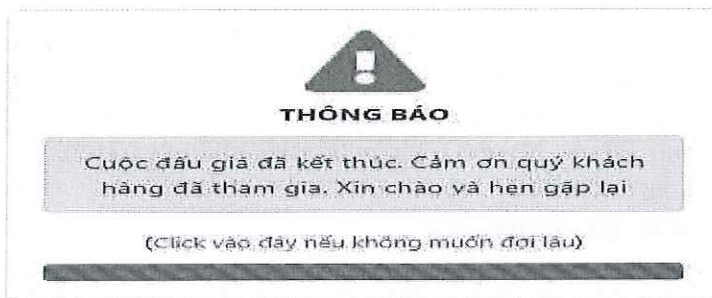 THÔNG BÁO
Cuộc đấu giá đã kết thúc. Cảm ơn quý khách
hàng đã tham gia. Xin chào và hẹn gặp lại
(Click vào đây nếu không muốn đợi lâu)